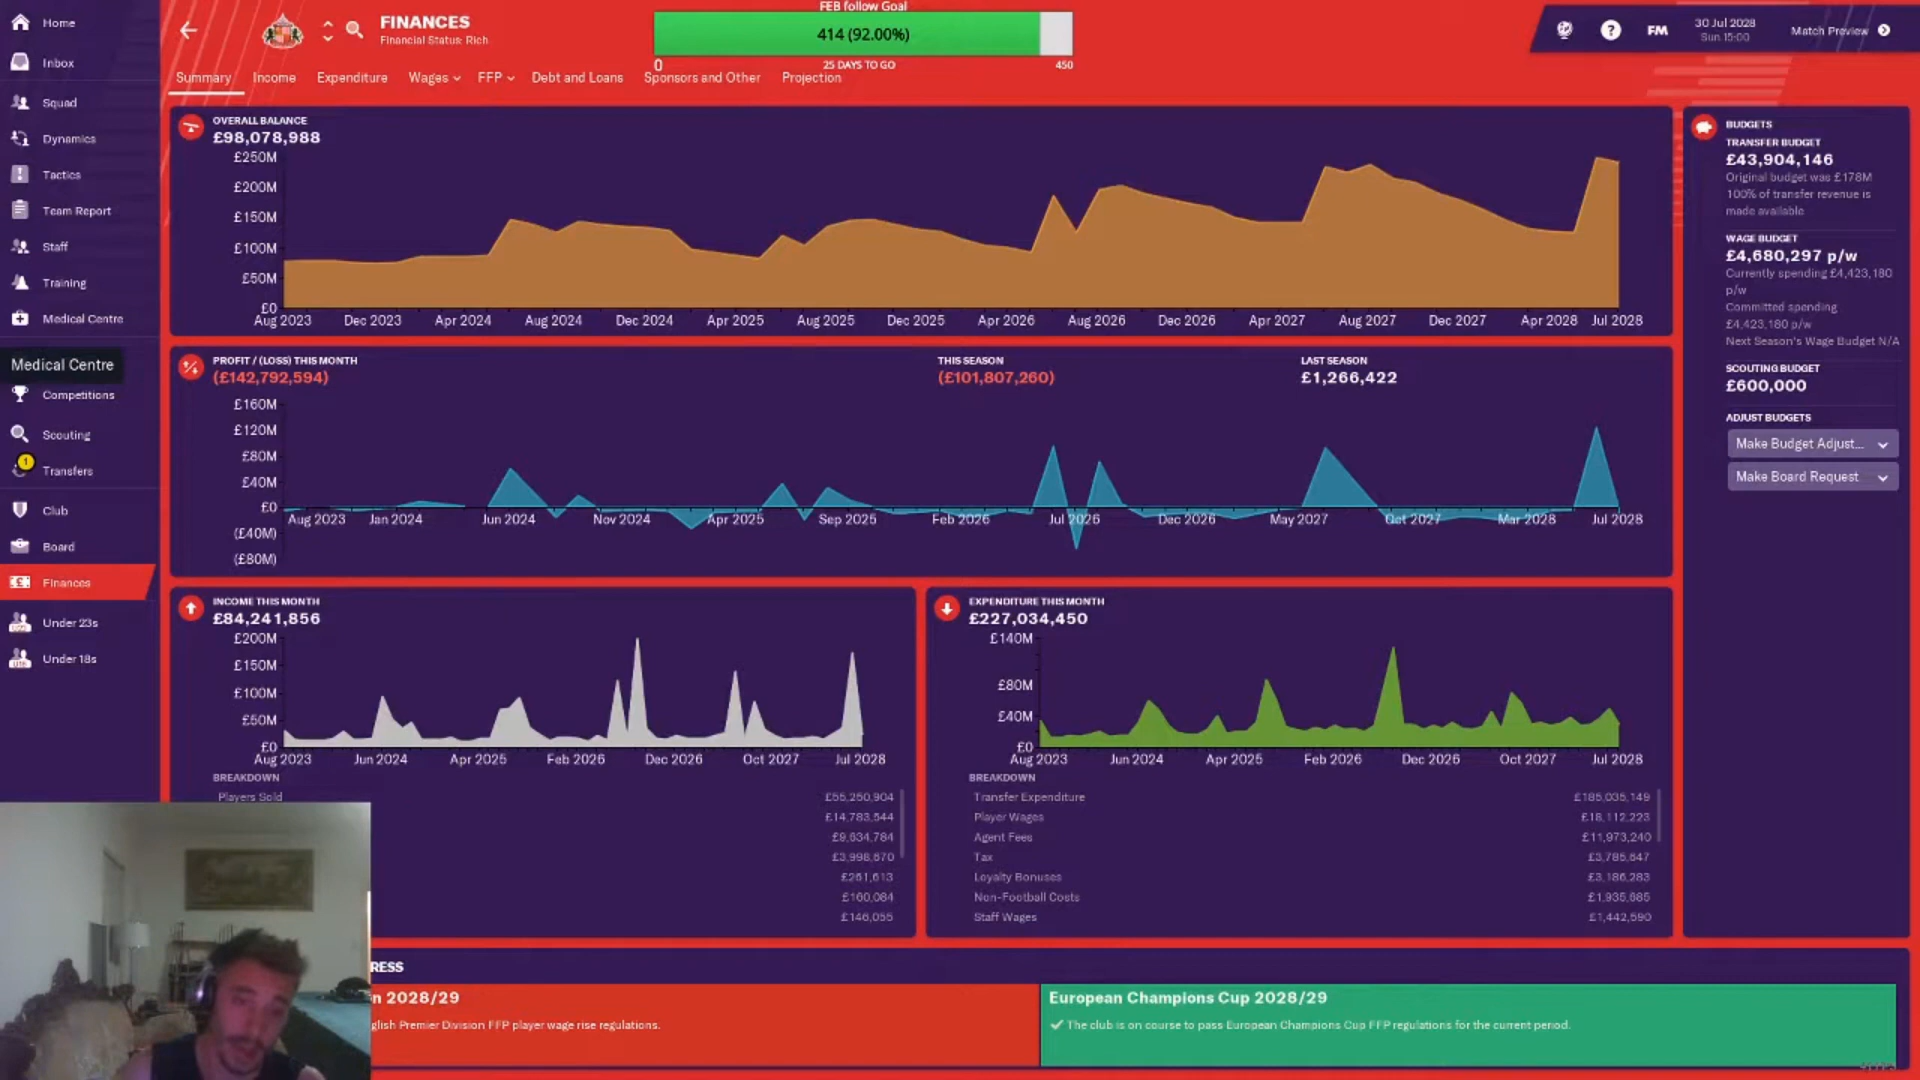 Home
Inbox
Squad
Dynamics
Tactics
Team Report
Staff
Training
Medical Centre
Medical Centre
Competitions
Scouting
1
Transfers
Club
Board
Finances
Under 23s
Under 18s
FINANCES
Financial Status: Rich
FEB follow Goal
414 (92.00%)
0
25 DAYS TO GO
450
FM
30 Jul 2028
Sun 15:00
Match Preview
Summary
Income
Expenditure
Wages
FFP
Debt and Loans
Sponsors and Other
Projection
OVERALL BALANCE
£98,078,988
£250M
£200M
£150M
£100M
£50M
£0
Aug 2023 Dec 2023 Apr 2024 Aug 2024 Dec 2024 Apr 2025 Aug 2025 Dec 2025 Apr 2026 Aug 2026 Dec 2026 Apr 2027 Aug 2027 Dec 2027 Apr 2028 Jul 2028
PROFIT / (LOSS) THIS MONTH
(£142,792,594)
THIS SEASON
(£101,807,260)
LAST SEASON
£1,266,422
£160M
£120M
£80M
£40M
£0
(£40M)
(£80M)
Aug 2023 Jan 2024 Jun 2024 Nov 2024 Apr 2025 Sep 2025 Feb 2026 Jul 2026 Dec 2026 May 2027 Oct 2027 Mar 2028 Jul 2028
INCOME THIS MONTH
£84,241,856
£200M
£150M
£100M
£50M
£0
Aug 2023 Jun 2024 Apr 2025 Feb 2026 Dec 2026 Oct 2027 Jul 2028
BREAKDOWN
Players Sold £55,250,904
£14,783,544
£9,634,784
£3,998,670
£261,613
£160,084
£146,055
EXPENDITURE THIS MONTH
£227,034,450
£140M
£80M
£40M
£0
Aug 2023 Jun 2024 Apr 2025 Feb 2026 Dec 2026 Oct 2027 Jul 2028
BREAKDOWN
Transfer Expenditure £185,035,149
Player Wages £18,112,223
Agent Fees £11,973,240
Tax £3,785,647
Loyalty Bonuses £3,186,283
Non-Football Costs £1,935,685
Staff Wages £1,442,590
BUDGETS
TRANSFER BUDGET
£43,904,146
Original budget was £178M
100% of transfer revenue is
made available
WAGE BUDGET
£4,680,297 p/w
Currently spending £4,423,180
p/w
Committed spending
£4,423,180 p/w
Next Season's Wage Budget N/A
SCOUTING BUDGET
£600,000
ADJUST BUDGETS
Make Budget Adjust...
Make Board Request
RESS
n 2028/29
glish Premier Division FFP player wage rise regulations.
European Champions Cup 2028/29
The club is on course to pass European Champions Cup FFP regulations for the current period.